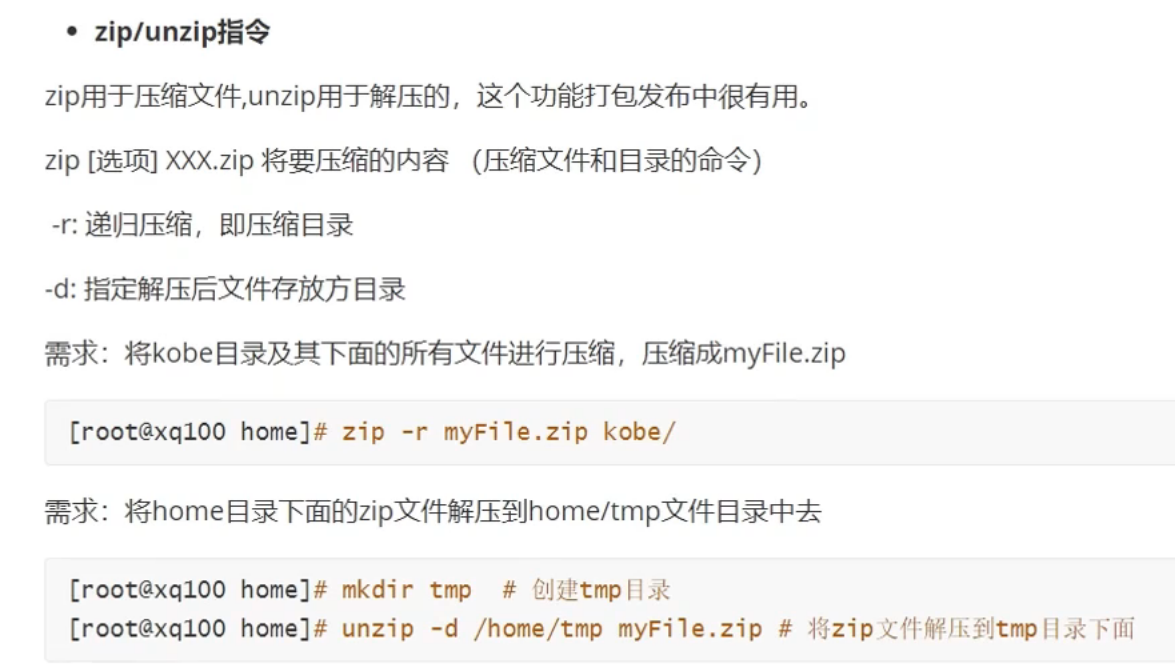 • zip/unzip指令
zip用于压缩文件,unzip用于解压的，这个功能打包发布中很有用。
zip [选项] XXX.zip 将要压缩的内容 （压缩文件和目录的命令）
-r: 递归压缩，即压缩目录
-d: 指定解压后文件存放方目录
需求：将kobe目录及其下面的所有文件进行压缩，压缩成myFile.zip
[root@xq100 home]# zip -r myFile.zip kobe/
需求：将home目录下面的zip文件解压到home/tmp文件目录中去
[root@xq100 home]# mkdir tmp  # 创建tmp目录
[root@xq100 home]# unzip -d /home/tmp myFile.zip # 将zip文件解压到tmp目录下面